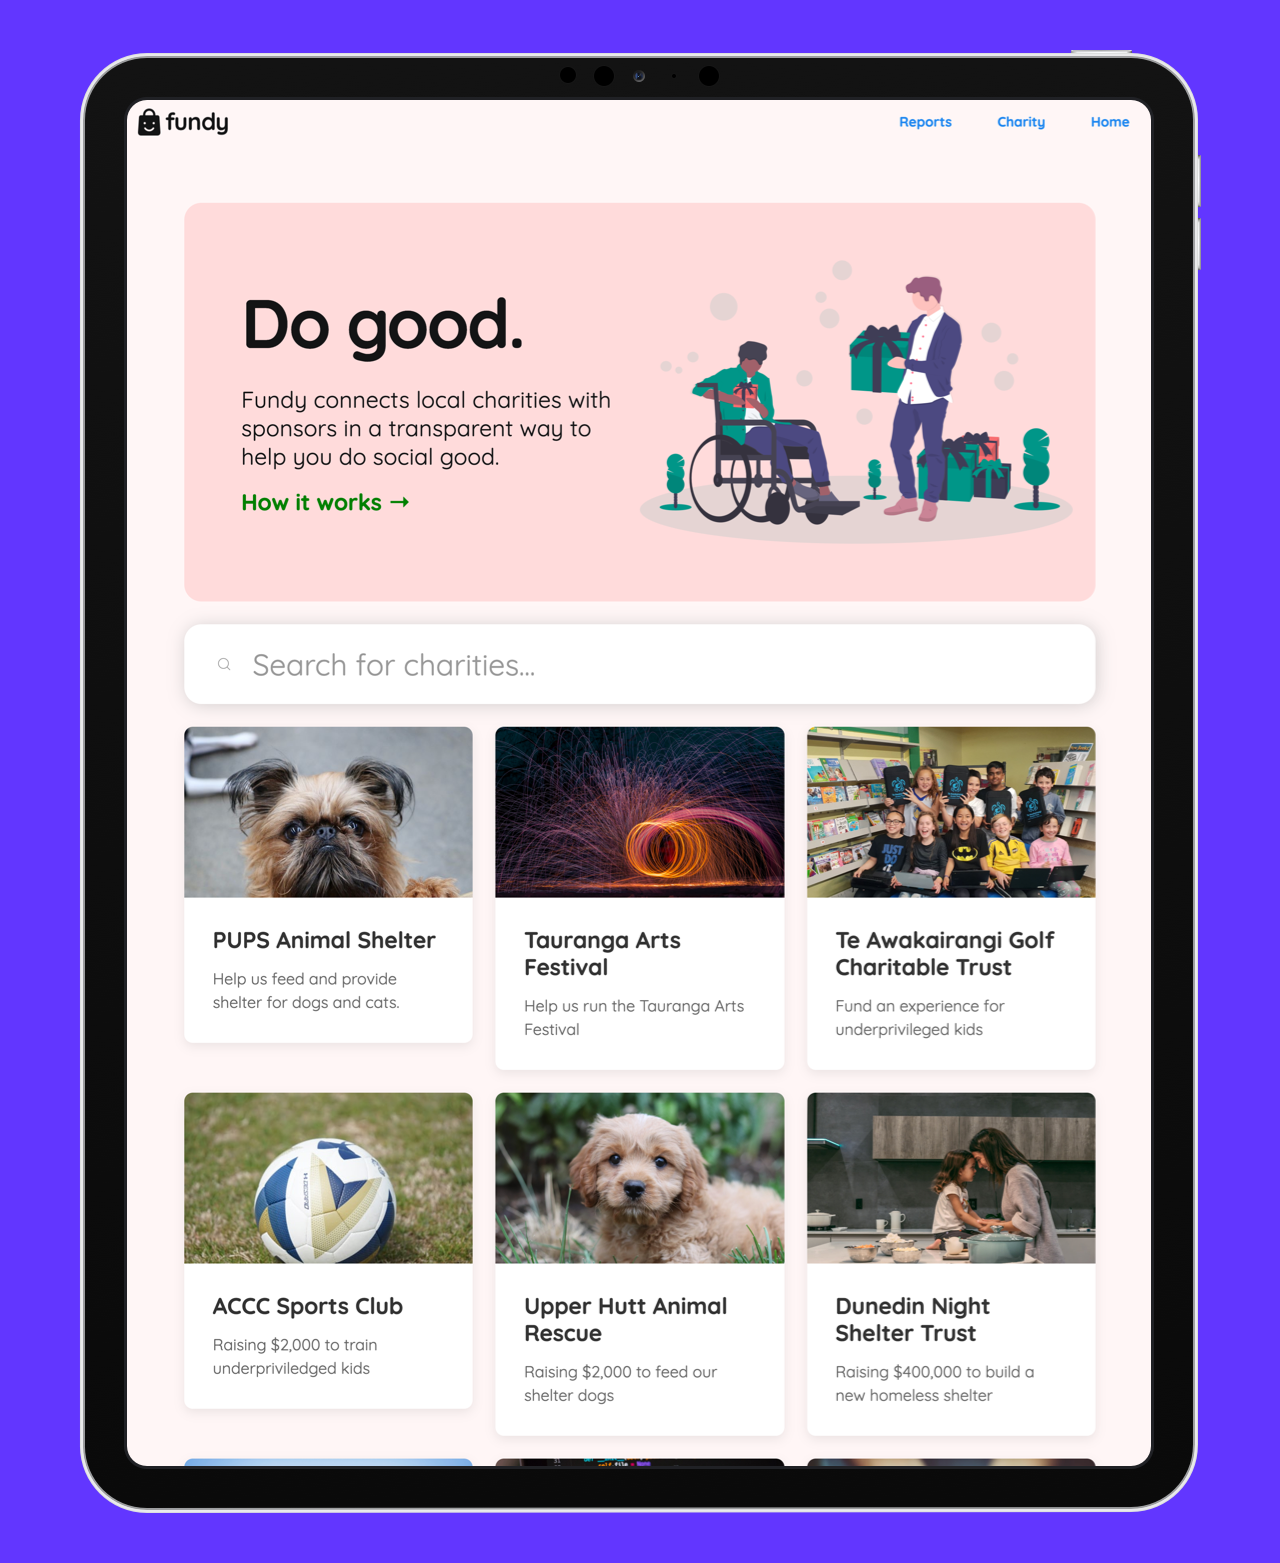 fundy
Reports Charity Home
Do good.
Fundy connects local charities with
sponsors in a transparent way to
help you do social good.
How it works →
Search for charities...
JUST
DO
PUPS Animal Shelter
Help us feed and provide
shelter for dogs and cats.
Tauranga Arts
Festival
Help us run the Tauranga Arts
Festival
Te Awakairangi Golf
Charitable Trust
Fund an experience for
underprivileged kids
ACCC Sports Club
Raising $2,000 to train
underpriviledged kids
Upper Hutt Animal
Rescue
Raising $2,000 to feed our
shelter dogs
Dunedin Night
Shelter Trust
Raising $400,000 to build a
new homeless shelter